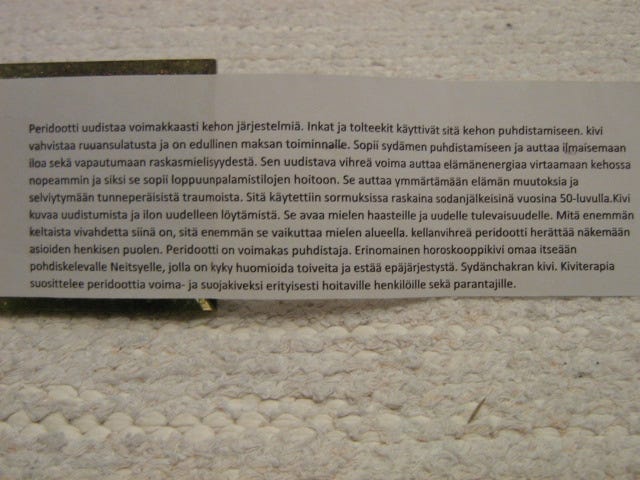 Peridootti uudistaa voimakkaasti kehon järjestelmiä. Inkat ja tolteekit käyttivät sitä kehon puhdistamiseen. kivi
vahvistaa ruuansulatusta ja on edullinen maksan toiminnalle. Sopii sydämen puhdistamiseen ja auttaa ilmaisemaan
iloa sekä vapautumaan raskasmielisyydestä. Sen uudistava vihreä voima auttaa elämänenergiaa virtaamaan kehossa
nopeammin ja siksi se sopii loppuunpalamistilojen hoitoon. Se auttaa ymmärtämään elämän muutoksia ja
selviytymään tunneperäisistä traumoista. Sitä käytettiin sormuksissa raskaina sodanjälkeisinä vuosina 50-luvulla.Kivi
kuvaa uudistumista ja ilon uudelleen löytämistä. Se avaa mielen haasteille ja uudelle tulevaisuudelle. Mitä enemmän
keltaista vivahdetta siinä on, sitä enemmän se vaikuttaa mielen alueella. kellanvihreä peridootti herättää näkemään
asioiden henkisen puolen. Peridootti on voimakas puhdistaja. Erinomainen horoskooppikivi omaa itseään
pohdiskelevalle Neitsyelle, jolla on kyky huomioida toiveita ja estää epäjärjestystä. Sydänchakran kivi. Kiviterapia
suosittelee peridoottia voima- ja suojakiveksi erityisesti hoitaville henkilöille sekä parantajille.